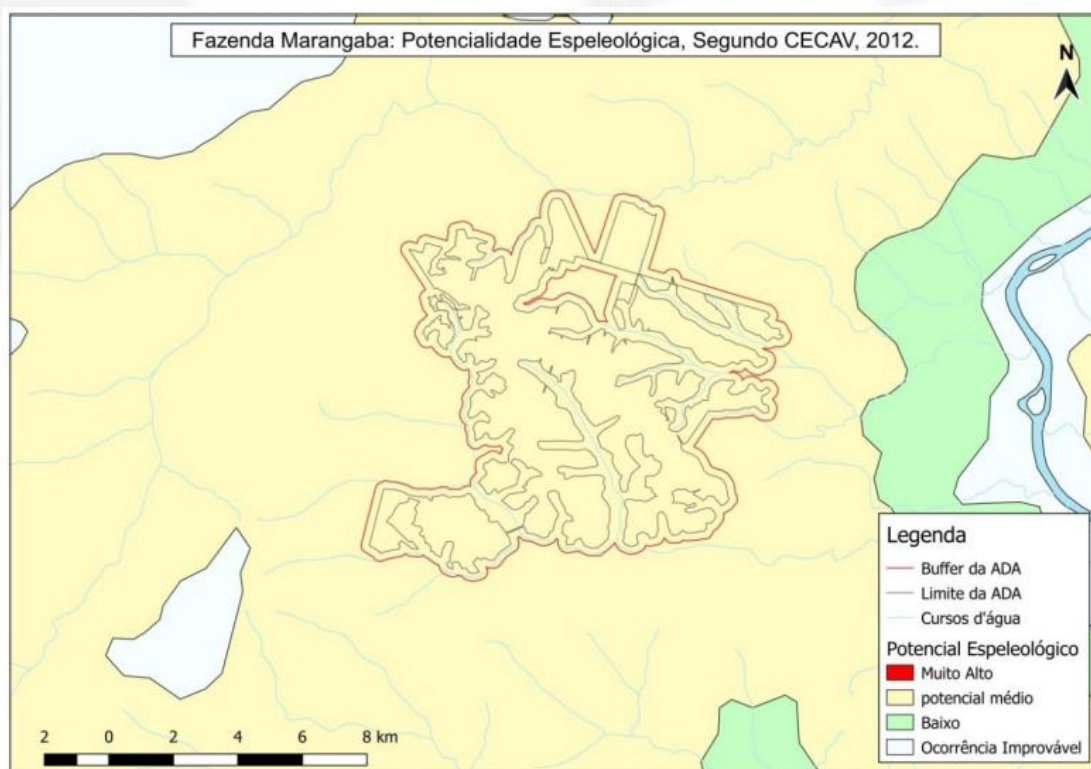 Fazenda Marangaba: Potencialidade Espeleológica, Segundo CECAV, 2012.
N
Legenda
Buffer da ADA
Limite da ADA
Cursos d'água
Potencial Espeleológico
Muito Alto
potencial médio
Baixo
Ocorrência Improvável
2 0 2 4 6 8 km